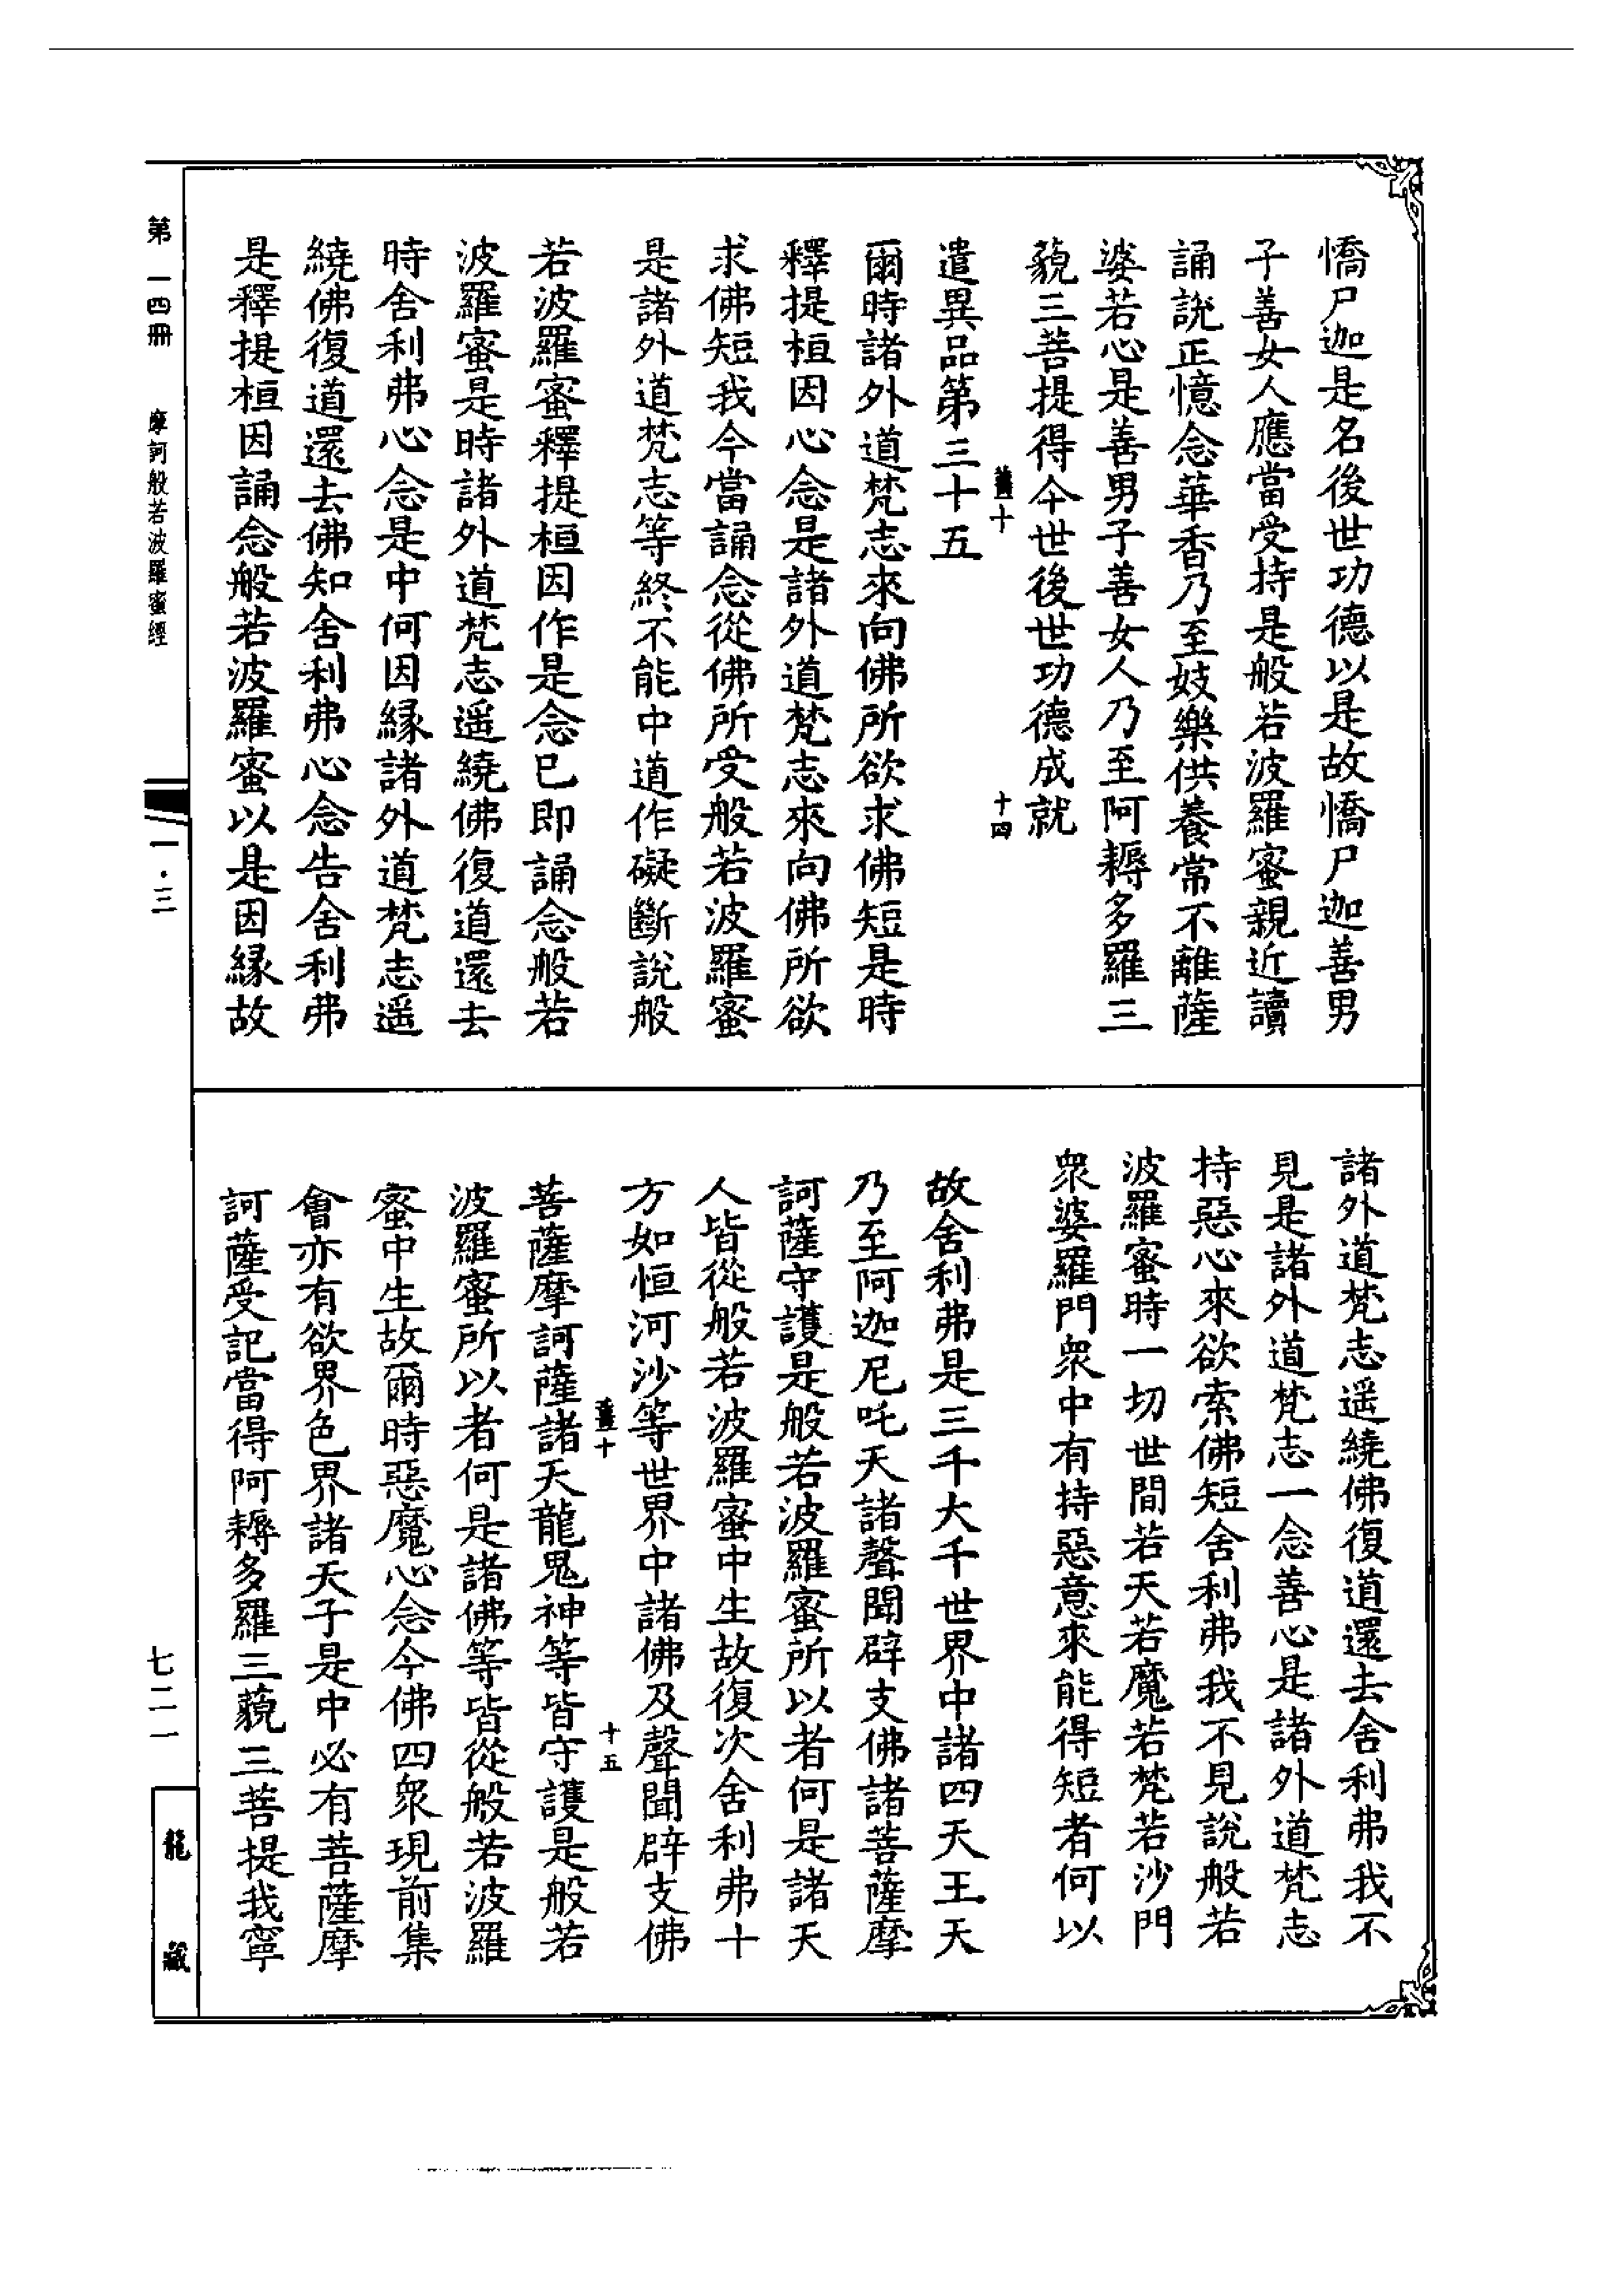 憍尸迦是名後世功德以是故憍尸迦善男
子善女人應當受持是般若波羅蜜親近讀
誦說正憶念華香乃至妓樂供養常不離薩
婆若心是善男子善女人乃至阿耨多羅三
藐三菩提得今世後世功德成就
十
十四
遣異品第三十五
爾時諸外道梵志來向佛所欲求佛短是時
釋提桓因心念是諸外道梵志來向佛所欲
求佛短我今當誦念從佛所受般若波羅蜜
是諸外道梵志等終不能中道作礙斷說般
若波羅蜜釋提桓因作是念已即誦念般若
波羅蜜是時諸外道梵志遥繞佛復道還去
時舍利弗心念是中何因緣諸外道梵志遥
繞佛復道還去佛知舍利弗心念告舍利弗
是釋提桓因誦念般若波羅蜜以是因緣故
諸外道梵志遥繞佛復道還去舍利弗我不
見是諸外道梵志一念善心是諸外道梵志
持惡心來欲索佛短舍利弗我不見說般若
波羅蜜時一切世間若天若魔若梵若沙門
衆婆羅門衆中有持惡意來能得短者何以
故舍利弗是三千大千世界中諸四天王天
乃至阿迦尼吒天諸聲聞辟支佛諸菩薩摩
訶薩守護是般若波羅蜜所以者何是諸天
人皆從般若波羅蜜中生故復次舍利弗十
方如恒河沙等世界中諸佛及聲聞辟支佛
十
十五
菩薩摩訶薩諸天龍鬼神等皆守護是般若
波羅蜜所以者何是諸佛等皆從般若波羅
蜜中生故爾時惡魔心念今佛四衆現前集
會亦有欲界色界諸天子是中必有菩薩摩
訶薩受記當得阿耨多羅三藐三菩提我寧
第一四冊 摩訶般若波羅蜜經 一·三
七二一
龍藏